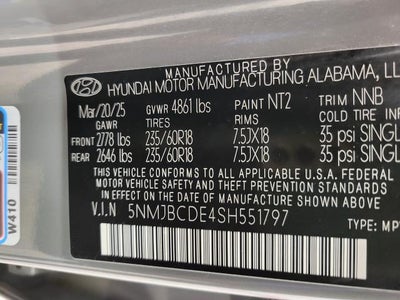 MANUFACTURED BY
HYUNDAI MOTOR MANUFACTURING ALABAMA, LL
Mar/20/25 GVWR 4861 lbs PAINT NT2 TRIM NNB
GAWR TIRES RIMS COLD TIRE IN
FRONT 2778 lbs 235/60R18 7.5JX18 35 psi SINGL
REAR 2646 lbs 235/60R18 7.5JX18 35 psi SINGL
THIS VEHICLE CONFORMS TO ALL APPLICABLE U.S.A. FEDERAL
MOTOR VEHICLE SAFETY STANDARDS
IN EFFECT ON THE DATE OF MANUFACTURE SHOWN ABOVE.
V.I.N 5NMJBCDE4SH551797 TYPE: MP
W410